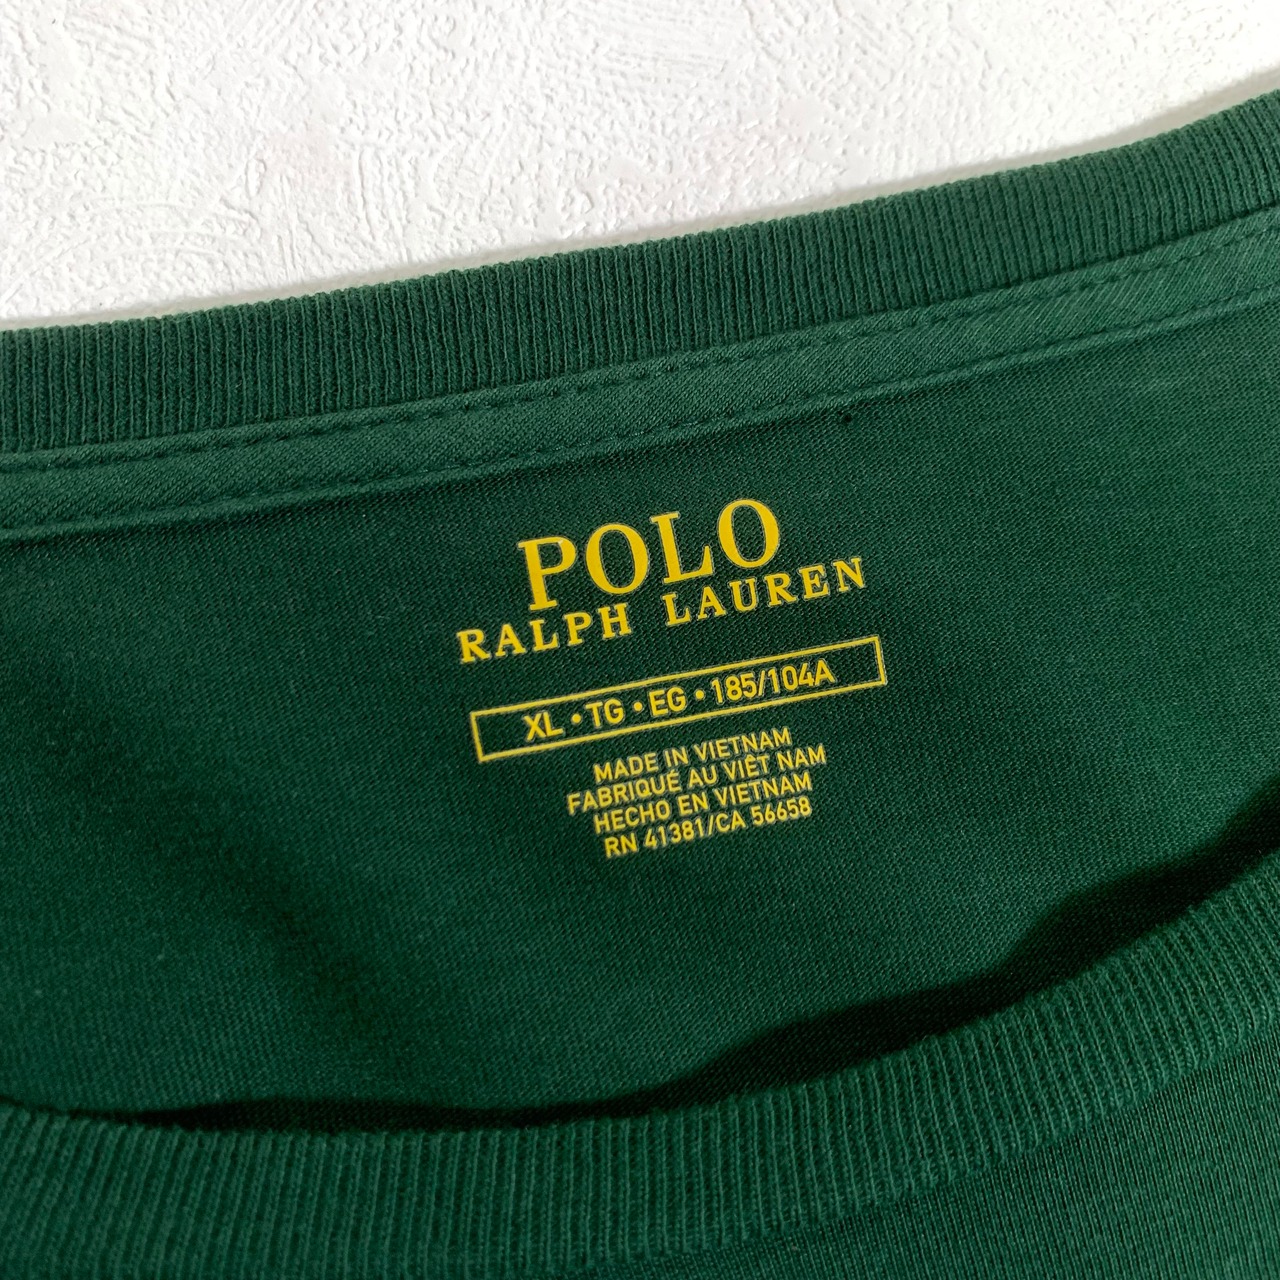 POLO
RALPH LAUREN
XL • TG • EG • 185/104A
MADE IN VIETNAM
FABRIQUÉ AU VIÊT NAM
HECHO EN VIETNAM
RN 41381/CA 56658